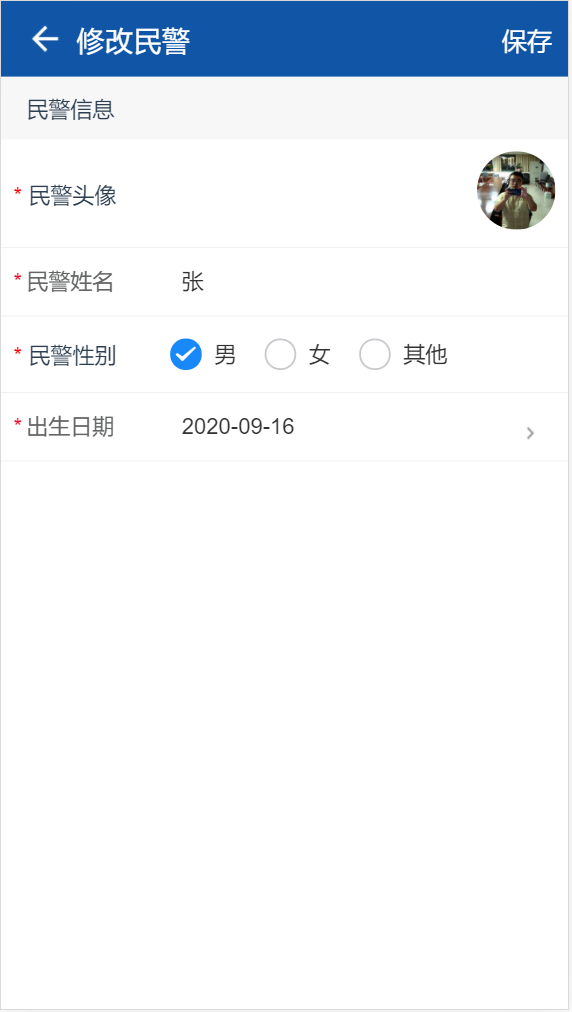 修改民警 保存
民警信息
* 民警头像
* 民警姓名 张
* 民警性别 男 女 其他
* 出生日期 2020-09-16